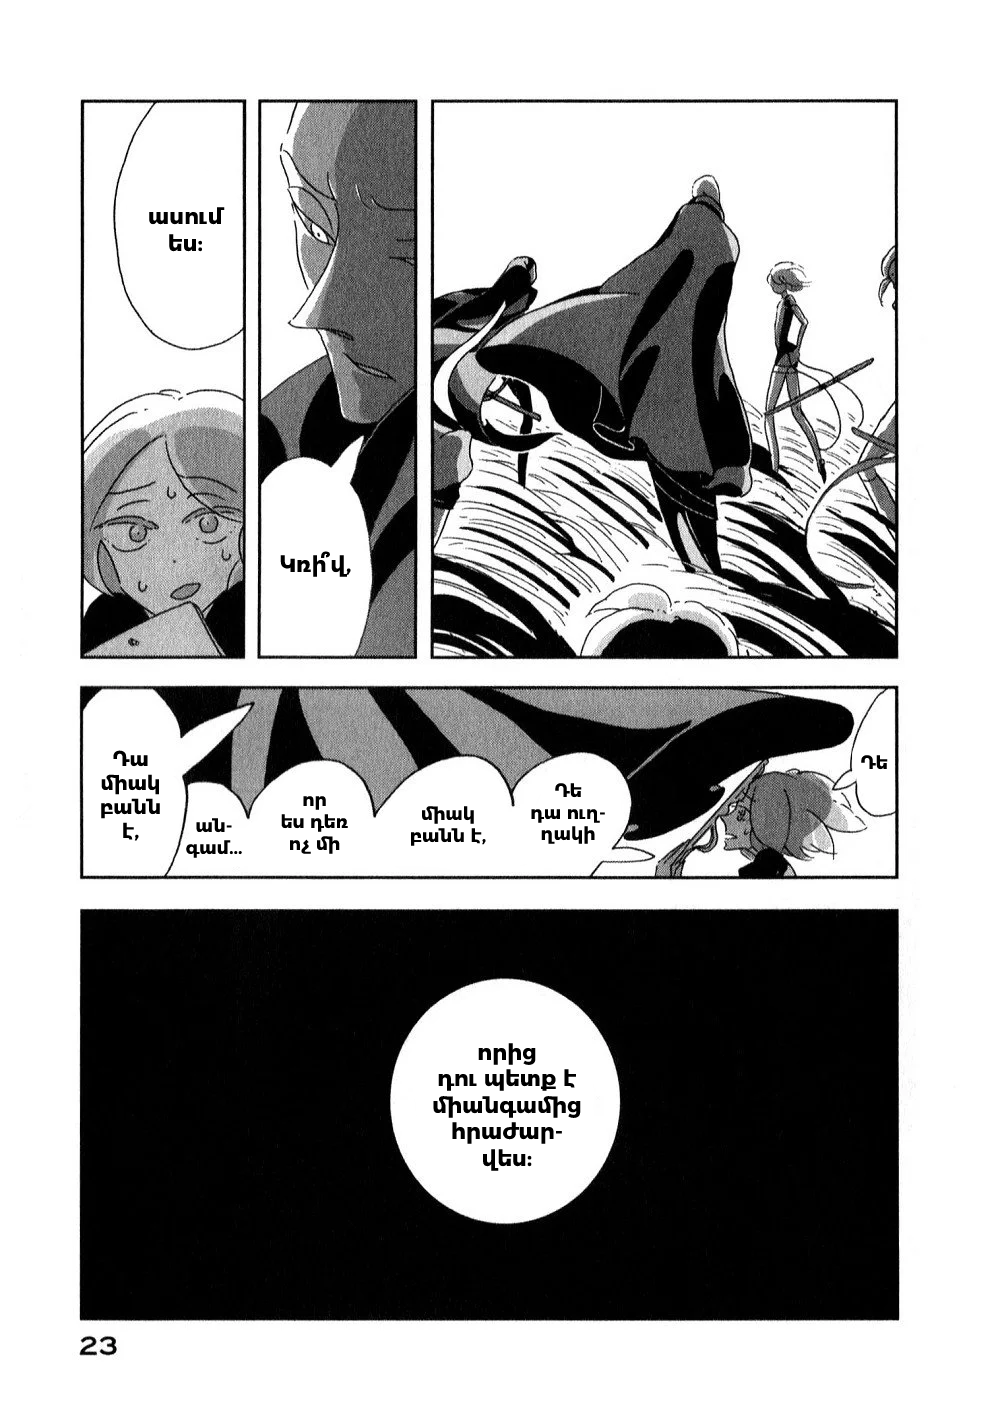 Կռի՞վ,
ասում
ես։
Դե
Դե
դա ուղ-
ղակի
միակ
բանն է,
որ
ես դեռ
ոչ մի
ան-
գամ...
Դա
միակ
բանն
է,
որից
դու պետք է
միանգամից
հրաժար-
վես։
23